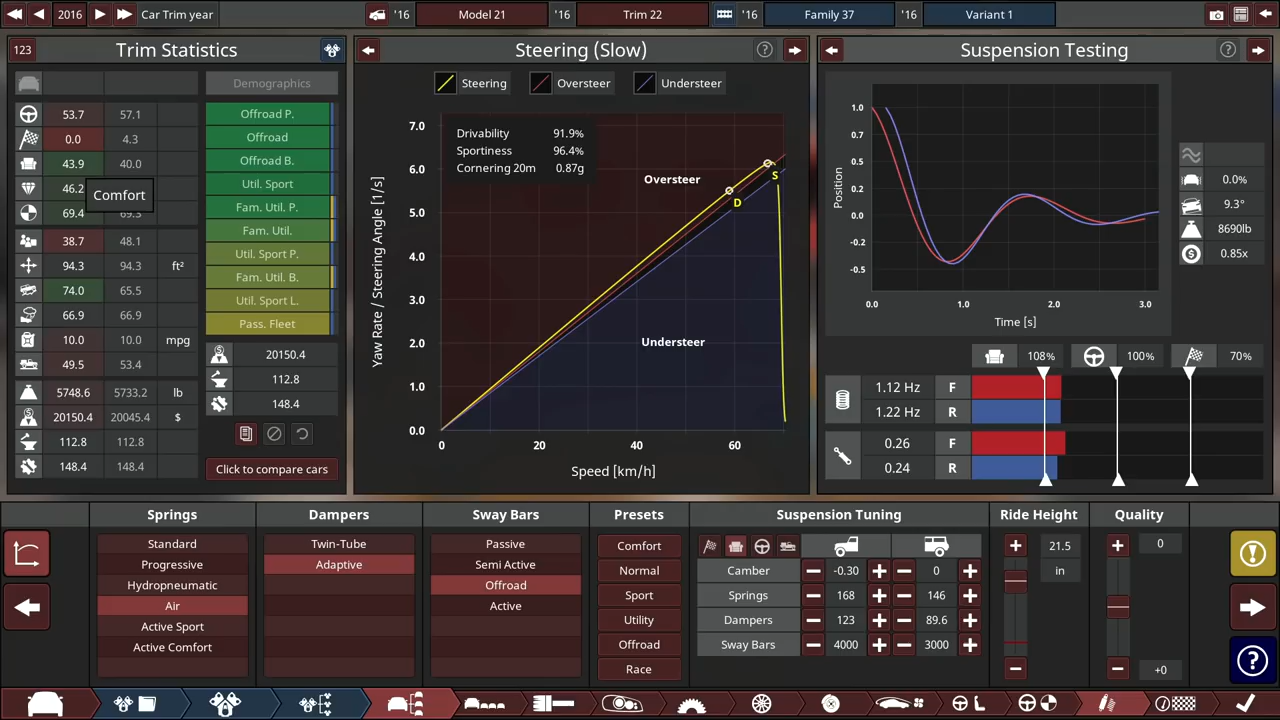 2016
Car Trim year
'16
Model 21
'16
Trim 22
'16
Family 37
'16
Variant 1
123
Trim Statistics
Demographics
53.7 57.1
0.0 4.3
43.9 40.0
46.2
Comfort
69.4
38.7 48.1
94.3 94.3 ft²
74.0 65.5
66.9 66.9
10.0 10.0 mpg
49.5 53.4
5748.6 5733.2 lb
20150.4 20045.4 $
112.8 112.8
148.4 148.4
Offroad P.
Offroad
Offroad B.
Util. Sport
Fam. Util. P.
Fam. Util.
Util. Sport P.
Fam. Util. B.
Util. Sport L.
Pass. Fleet
20150.4
112.8
148.4
Click to compare cars
Steering (Slow)
?
Steering
Oversteer
Understeer
Drivability 91.9%
Sportiness 96.4%
Cornering 20m 0.87g
Oversteer
S
D
Understeer
Yaw Rate / Steering Angle [1/s]
7.0
6.0
5.0
4.0
3.0
2.0
1.0
0.0
0 20 40 60
Speed [km/h]
Suspension Testing
?
Position
1.0
0.7
0.5
0.2
0.0
-0.2
-0.5
0.0 1.0 2.0 3.0
Time [s]
0.0%
9.3°
8690lb
0.85x
108%
100%
70%
1.12 Hz F
1.22 Hz R
0.26 F
0.24 R
Springs
Standard
Progressive
Hydropneumatic
Air
Active Sport
Active Comfort
Dampers
Twin-Tube
Adaptive
Sway Bars
Passive
Semi Active
Offroad
Active
Presets
Comfort
Normal
Sport
Utility
Offroad
Race
Suspension Tuning
Camber -0.30 0
Springs 168 146
Dampers 123 89.6
Sway Bars 4000 3000
Ride Height
21.5
in
Quality
0
+0
?